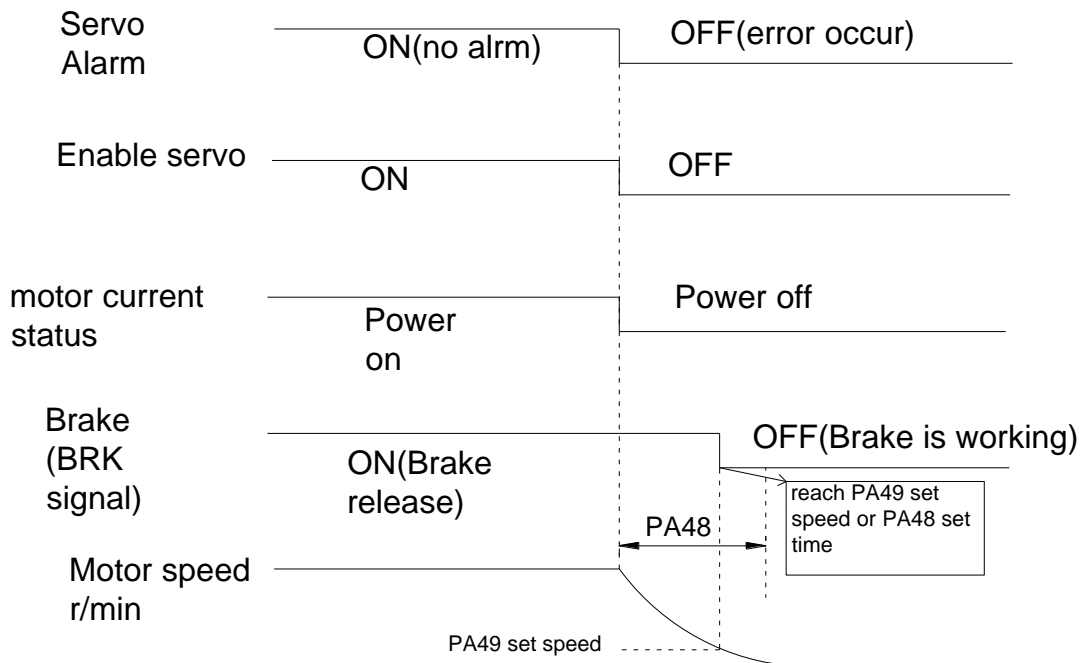 Servo
Alarm
ON(no alrm)
OFF(error occur)
Enable servo
ON
OFF
motor current
status
Power
on
Power off
Brake
(BRK
signal)
ON(Brake
release)
OFF(Brake is working)
reach PA49 set
speed or PA48 set
time
PA48
Motor speed
r/min
PA49 set speed